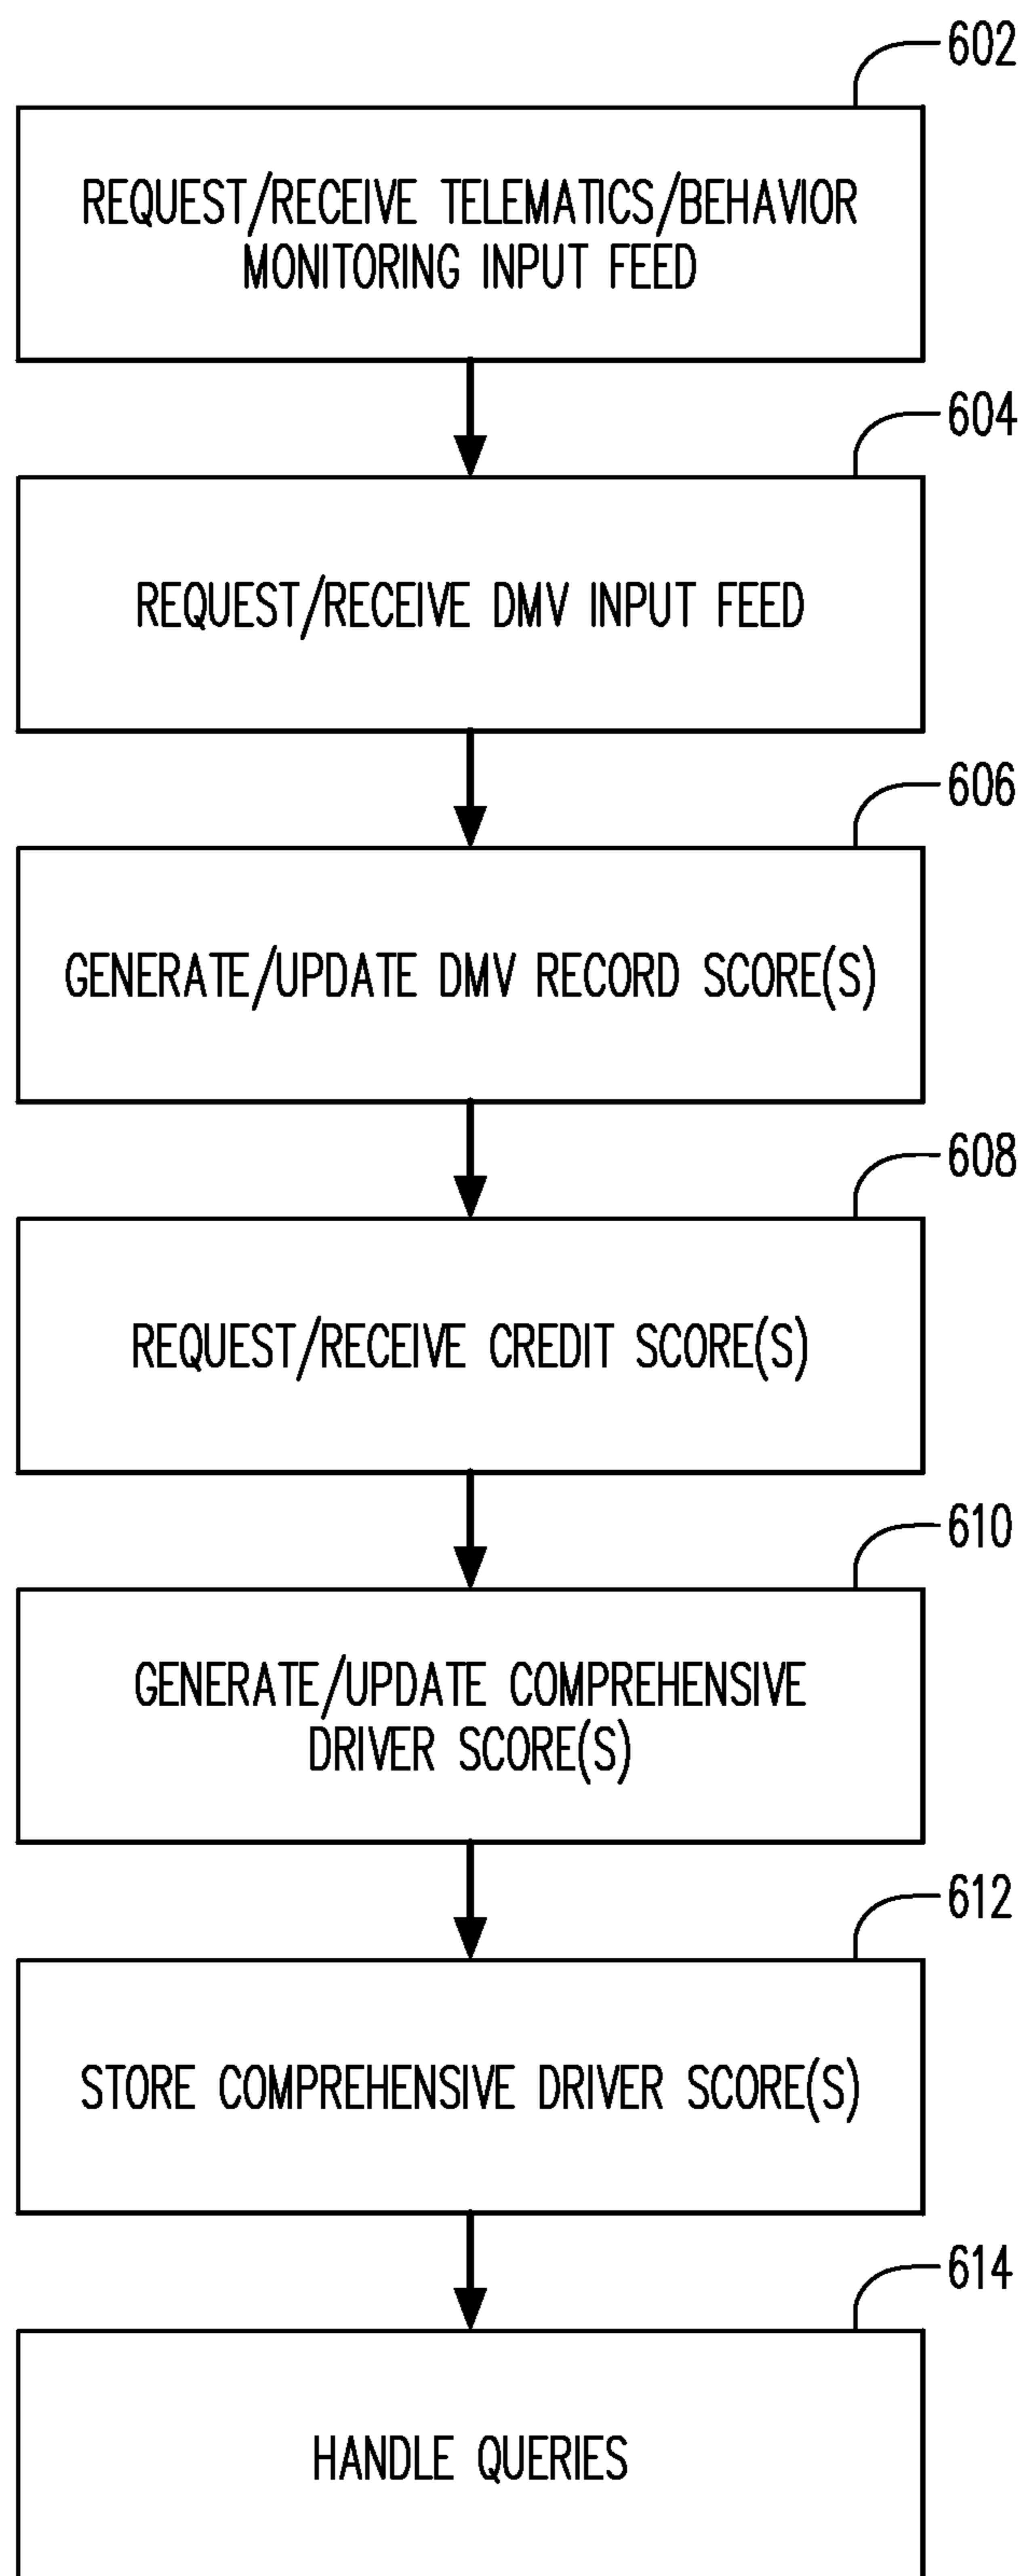 602
REQUEST/RECEIVE TELEMATICS/BEHAVIOR
MONITORING INPUT FEED
604
REQUEST/RECEIVE DMV INPUT FEED
606
GENERATE/UPDATE DMV RECORD SCORE(S)
608
REQUEST/RECEIVE CREDIT SCORE(S)
610
GENERATE/UPDATE COMPREHENSIVE
DRIVER SCORE(S)
612
STORE COMPREHENSIVE DRIVER SCORE(S)
614
HANDLE QUERIES